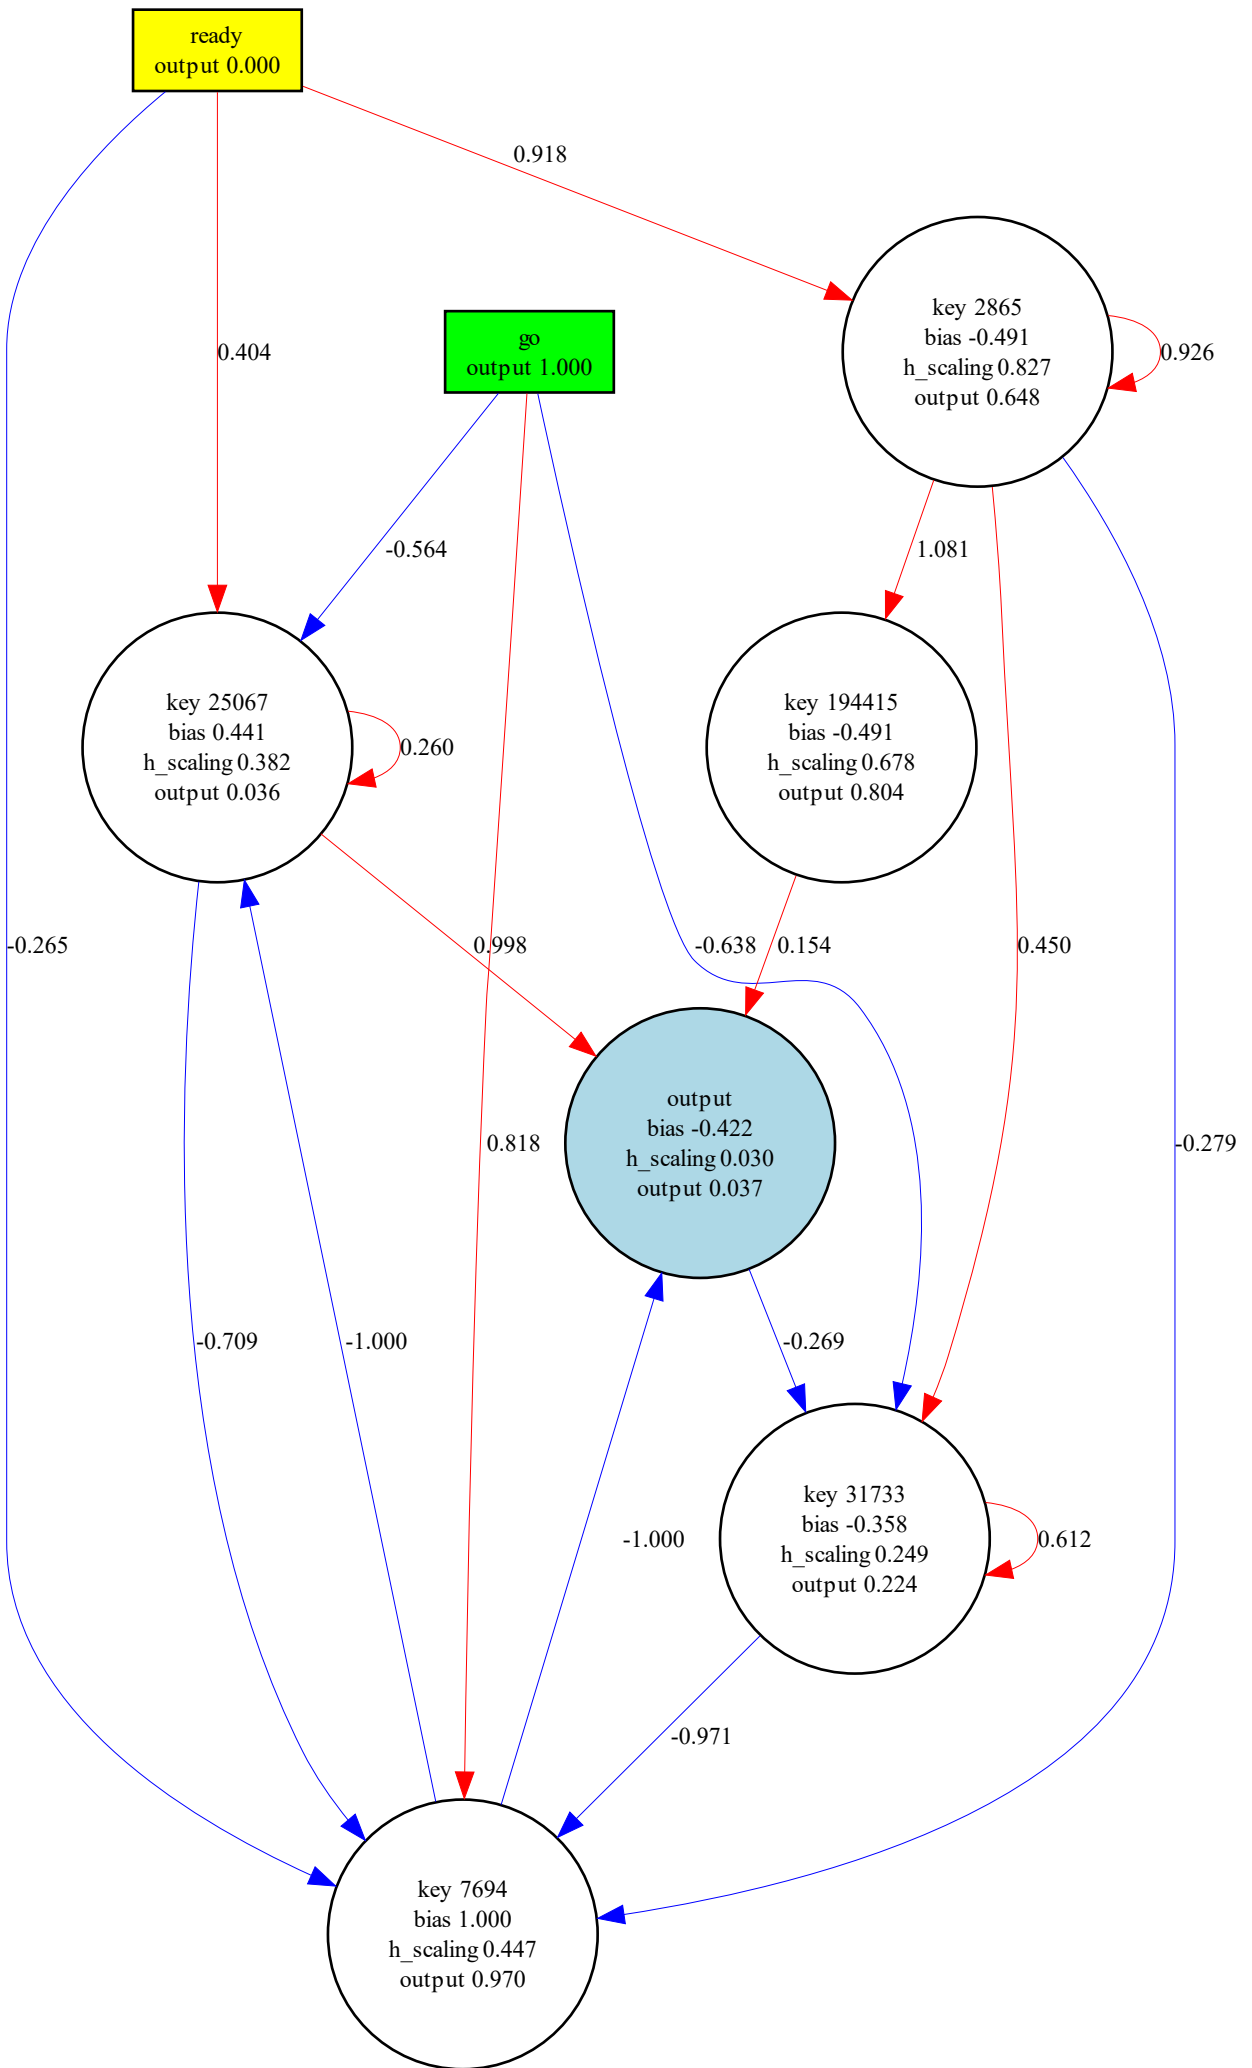 ready
output 0.000
0.918
go
output 1.000
key 2865
bias -0.491
h_scaling 0.827
output 0.648
0.404
0.926
-0.564
1.081
key 25067
bias 0.441
h_scaling 0.382
output 0.036
0.260
key 194415
bias -0.491
h_scaling 0.678
output 0.804
-0.265
0.998
-0.638
0.154
0.450
output
bias -0.422
h_scaling 0.030
output 0.037
0.818
-0.279
-0.709
-1.000
-0.269
key 31733
bias -0.358
h_scaling 0.249
output 0.224
-1.000
0.612
-0.971
key 7694
bias 1.000
h_scaling 0.447
output 0.970